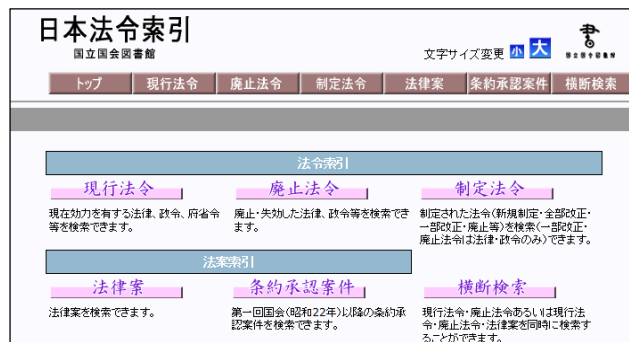 日本法令索引
国立国会図書館
文字サイズ変更 小 大
トップ 現行法令 廃止法令 制定法令 法律案 条約承認案件 横断検索
法令索引
現行法令 廃止法令 制定法令
現在効力を有する法律、政令、府省令
等を検索できます。
廃止・失効した法律、政令等を検索でき
ます。
制定された法令(新規制定・全部改正・
一部改正・廃止等)を検索(一部改正・
廃止法令は法律・政令のみ)できます。
法案索引
法律案 条約承認案件 横断検索
法律案を検索できます。
第一回国会(昭和22年)以降の条約承
認案件を検索できます。
現行法令・廃止法令あるいは現行法
令・廃止法令・法律案を同時に検索す
ることができます。